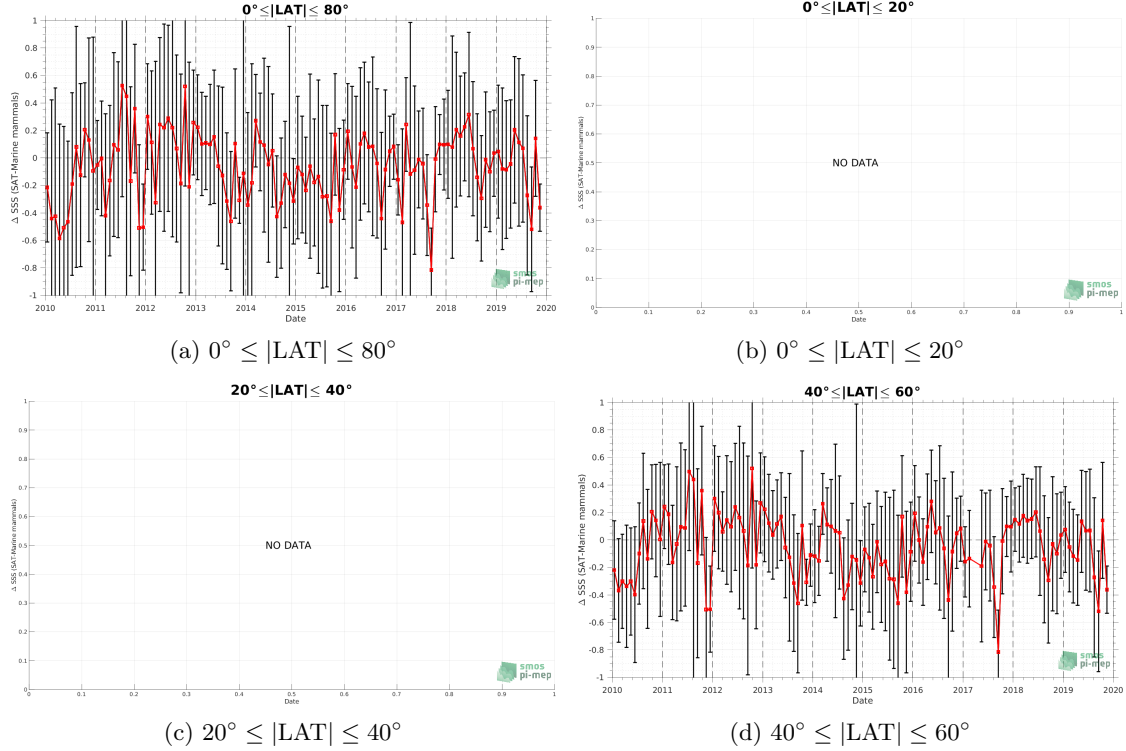 0°≤|LAT|≤ 80°
1
0.8
0.6
0.4
0.2
0
-0.2
-0.4
-0.6
-0.8
-1
Δ SSS (SAT-Marine mammals)
2010 2011 2012 2013 2014 2015 2016 2017 2018 2019 2020
Date
smos
pi-mep
(a) 0° ≤ |LAT| ≤ 80°
0°≤|LAT|≤ 20°
1
0.9
0.8
0.7
0.6
0.5
0.4
0.3
0.2
0.1
0
Δ SSS (SAT-Marine mammals)
NO DATA
0 0.1 0.2 0.3 0.4 0.5 0.6 0.7 0.8 0.9 1
Date
smos
pi-mep
(b) 0° ≤ |LAT| ≤ 20°
20°≤|LAT|≤ 40°
1
0.9
0.8
0.7
0.6
0.5
0.4
0.3
0.2
0.1
0
Δ SSS (SAT-Marine mammals)
NO DATA
0 0.1 0.2 0.3 0.4 0.5 0.6 0.7 0.8 0.9 1
Date
smos
pi-mep
(c) 20° ≤ |LAT| ≤ 40°
40°≤|LAT|≤ 60°
1
0.8
0.6
0.4
0.2
0
-0.2
-0.4
-0.6
-0.8
-1
Δ SSS (SAT-Marine mammals)
2010 2011 2012 2013 2014 2015 2016 2017 2018 2019 2020
Date
smos
pi-mep
(d) 40° ≤ |LAT| ≤ 60°